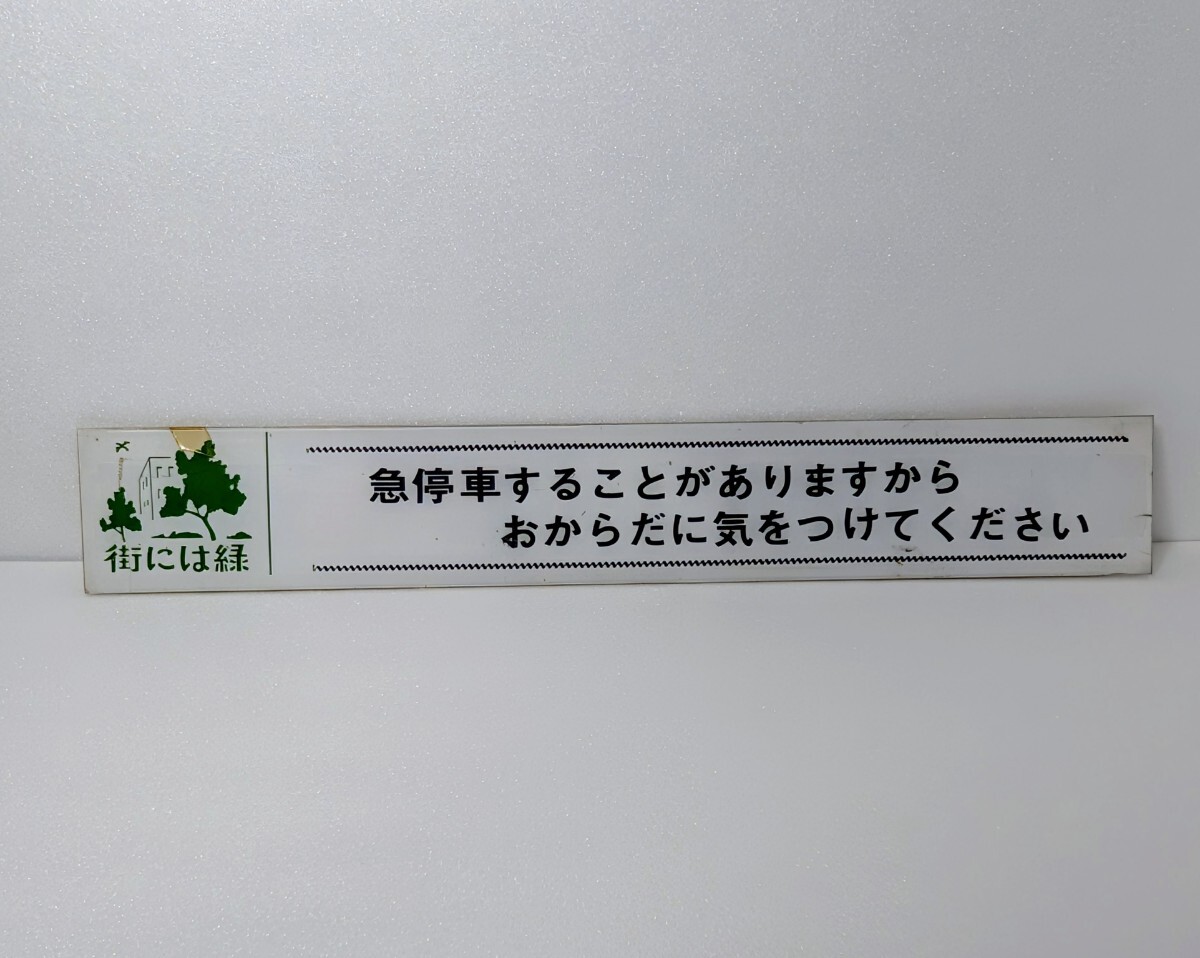 街には緑
急停車することがありますから
おからだに気をつけてください